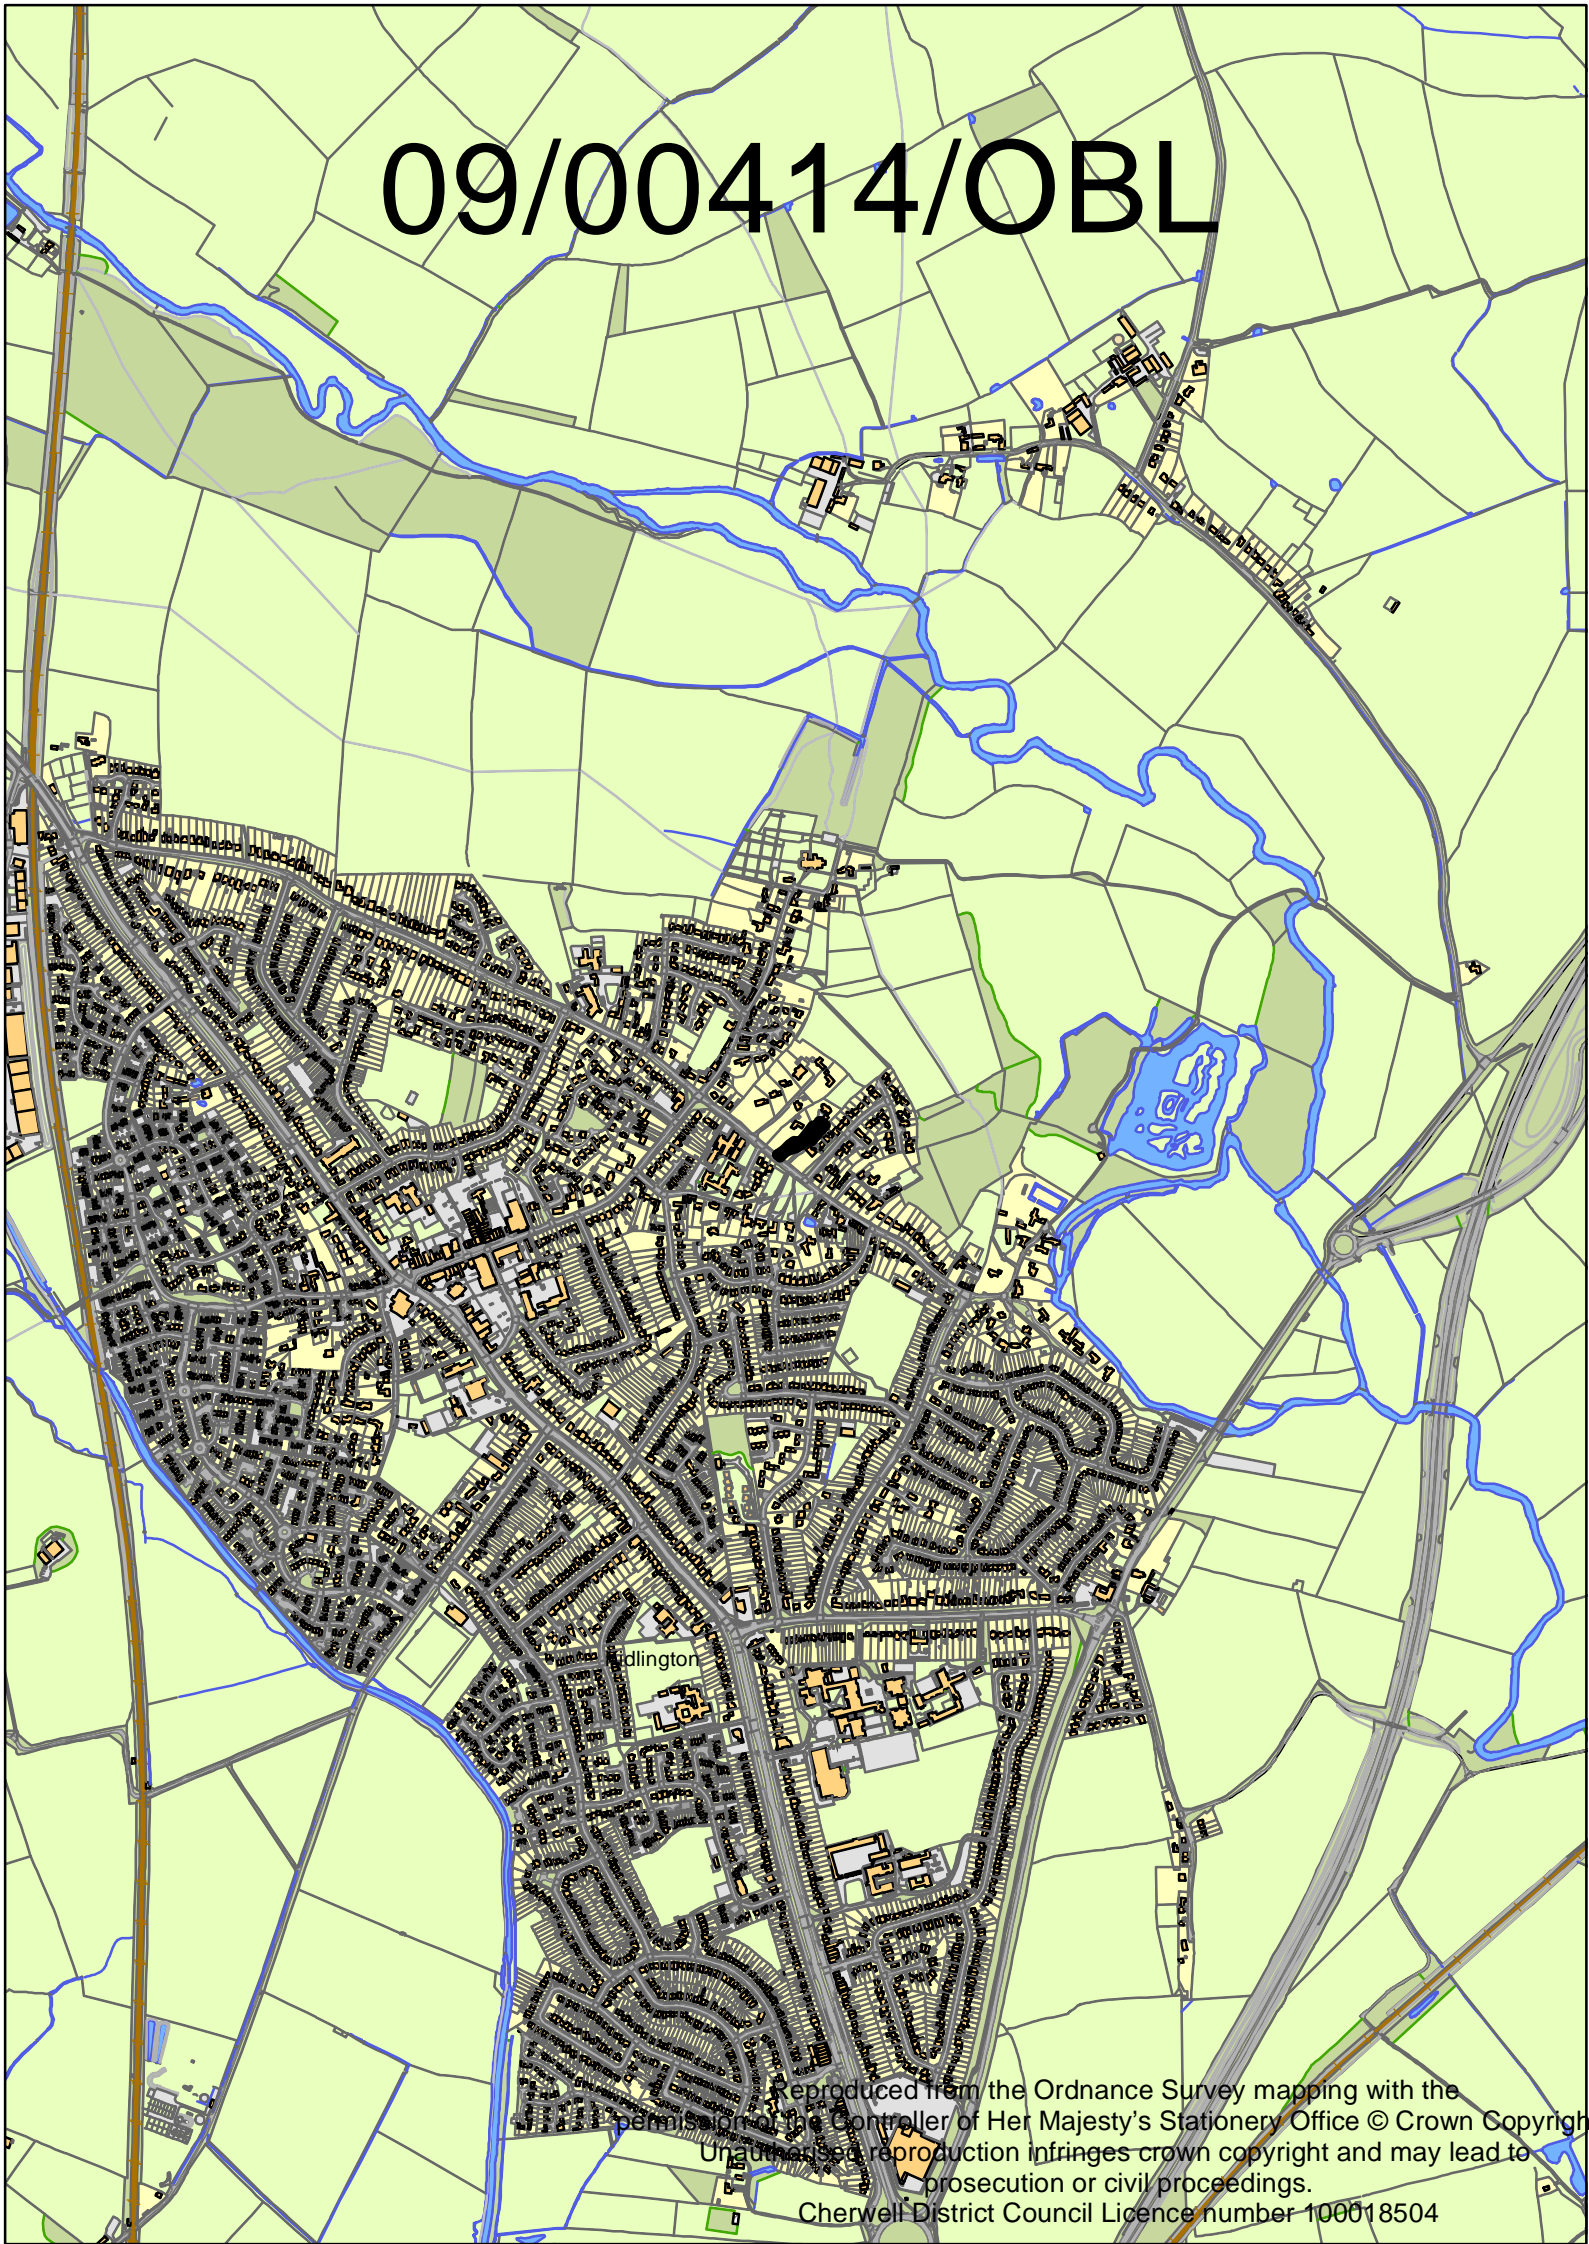 09/00414/OBL
Kidlington
Reproduced from the Ordnance Survey mapping with the
permission of the Controller of Her Majesty's Stationery Office © Crown Copyrigh
Unauthorised reproduction infringes crown copyright and may lead to
prosecution or civil proceedings.
Cherwell District Council Licence number 100018504